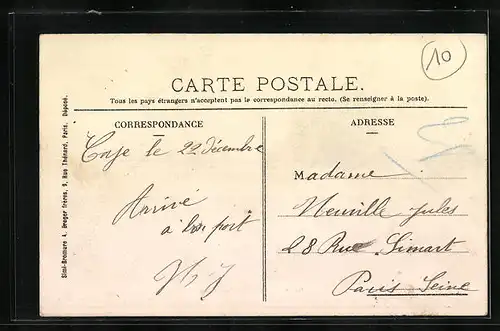 10
CARTE POSTALE.
Tous les pays étrangers n'acceptent pas la correspondance au recto. (Se renseigner à la poste).
CORRESPONDANCE
le 22 décembre
Arrivé
à bon port
ADRESSE
Madame
Neuville Jules
28 Rue Simart
Paris Seine
Simi-Bromure A. Breger frères, 9, Rue Thénard, Paris. Déposé.